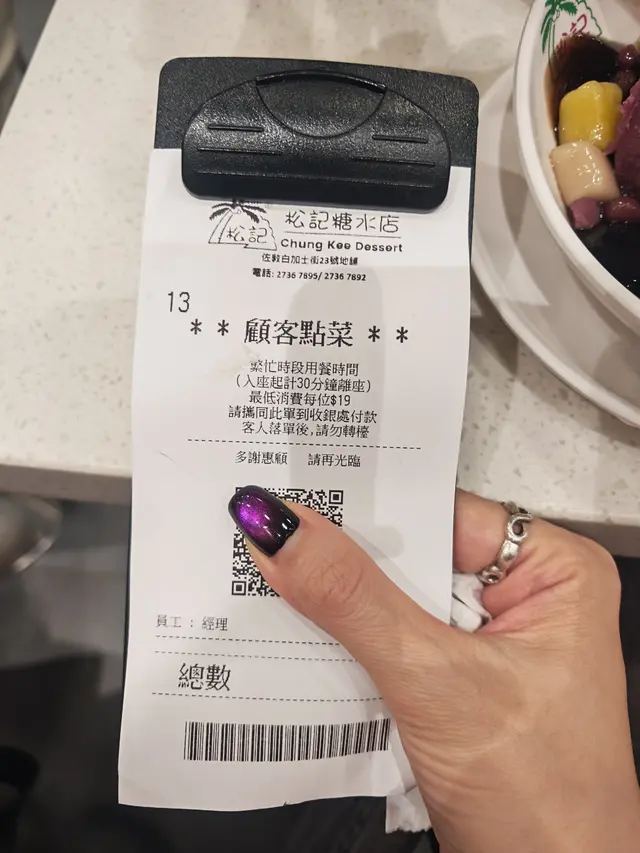 松記
松記糖水店
Chung Kee Dessert
佐敦白加士街23號地舖
電話: 2736 7895/ 2736 7892
13
* * 顧客點菜 * *
繁忙時段用餐時間
(入座起計30分鐘離座)
最低消費每位$19
請攜同此單到收銀處付款
客人落單後,請勿轉檯
多謝惠顧 請再光臨
員工 : 經理
總數